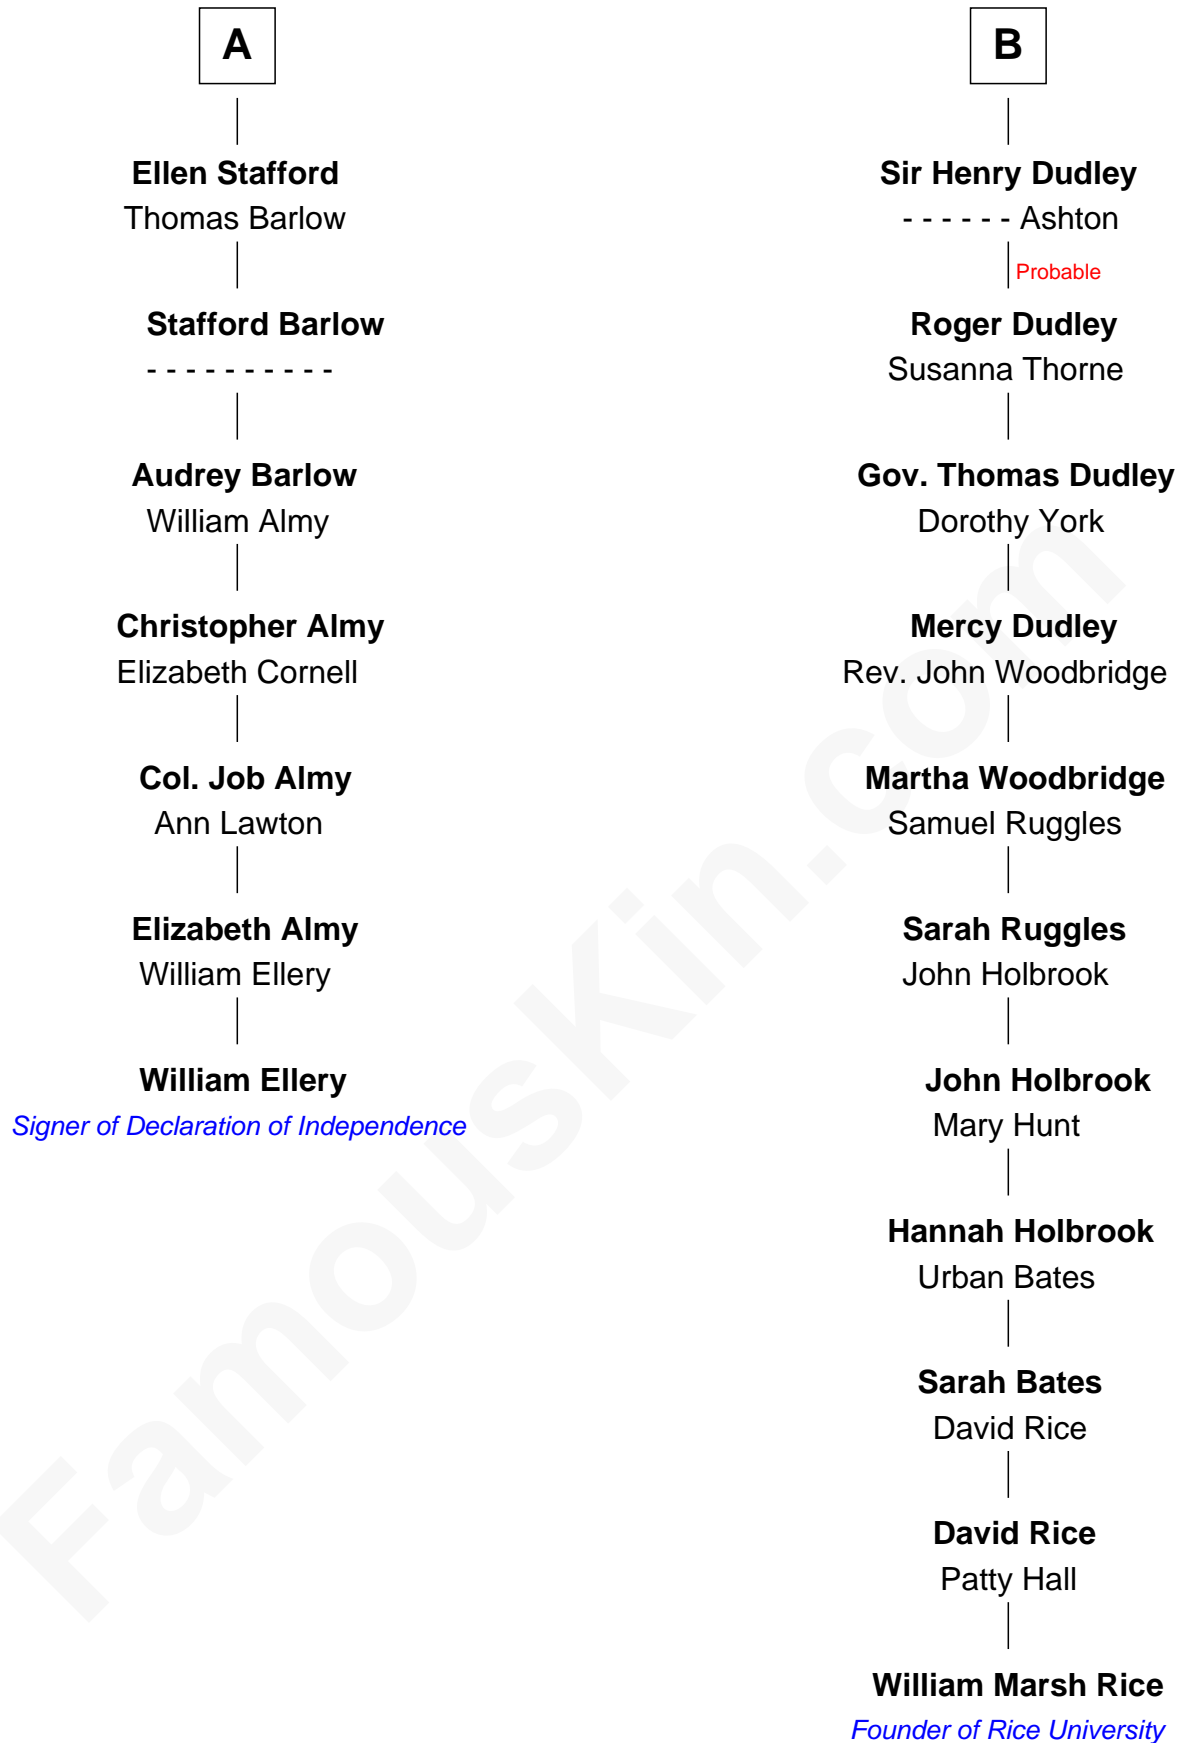 A
Ellen Stafford
Thomas Barlow
Stafford Barlow
- - - - - - - - - -
Audrey Barlow
William Almy
Christopher Almy
Elizabeth Cornell
Col. Job Almy
Ann Lawton
Elizabeth Almy
William Ellery
William Ellery
Signer of Declaration of Independence
B
Sir Henry Dudley
- - - - - - Ashton
Probable
Roger Dudley
Susanna Thorne
Gov. Thomas Dudley
Dorothy York
Mercy Dudley
Rev. John Woodbridge
Martha Woodbridge
Samuel Ruggles
Sarah Ruggles
John Holbrook
John Holbrook
Mary Hunt
Hannah Holbrook
Urban Bates
Sarah Bates
David Rice
David Rice
Patty Hall
William Marsh Rice
Founder of Rice University
FamousKin.com